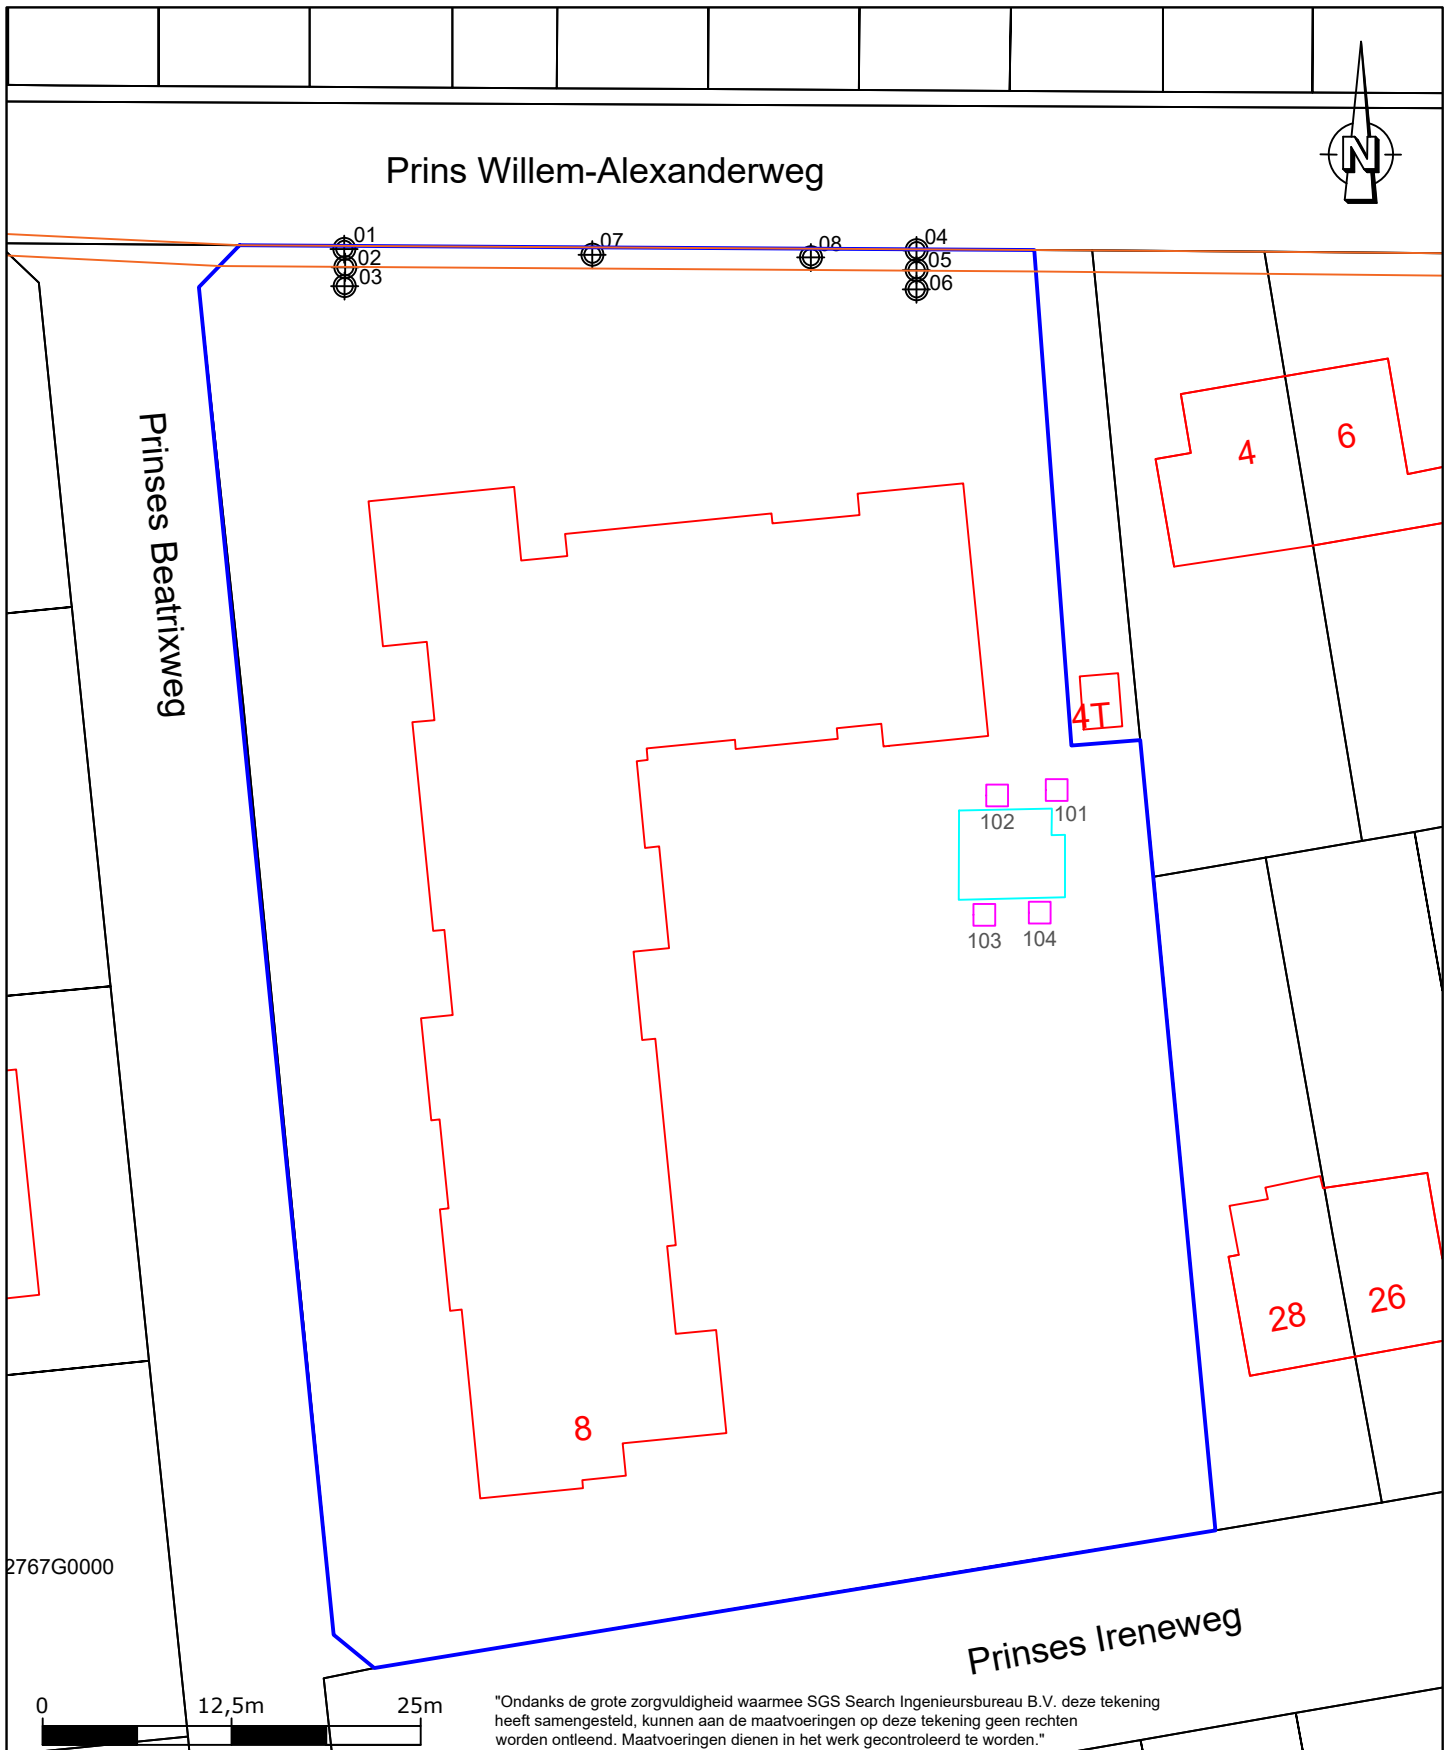 Prins Willem-Alexanderweg
N
01
02
03
07
08
04
05
06
Prinses Beatrixweg
4
6
4T
102
101
103
104
28
26
8
2767G0000
Prinses Ireneweg
0 12,5m 25m
"Ondanks de grote zorgvuldigheid waarmee SGS Search Ingenieursbureau B.V. deze tekening
heeft samengesteld, kunnen aan de maatvoeringen op deze tekening geen rechten
worden ontleend. Maatvoeringen dienen in het werk gecontroleerd te worden."